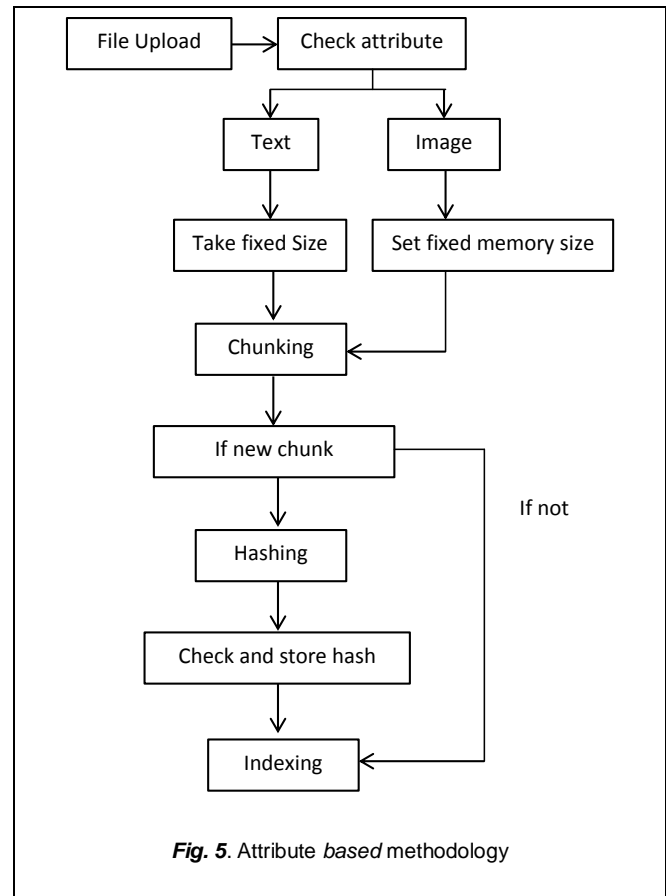 File Upload
Check attribute
Text
Image
Take fixed Size
Set fixed memory size
Chunking
If new chunk
If not
Hashing
Check and store hash
Indexing
Fig. 5. Attribute based methodology